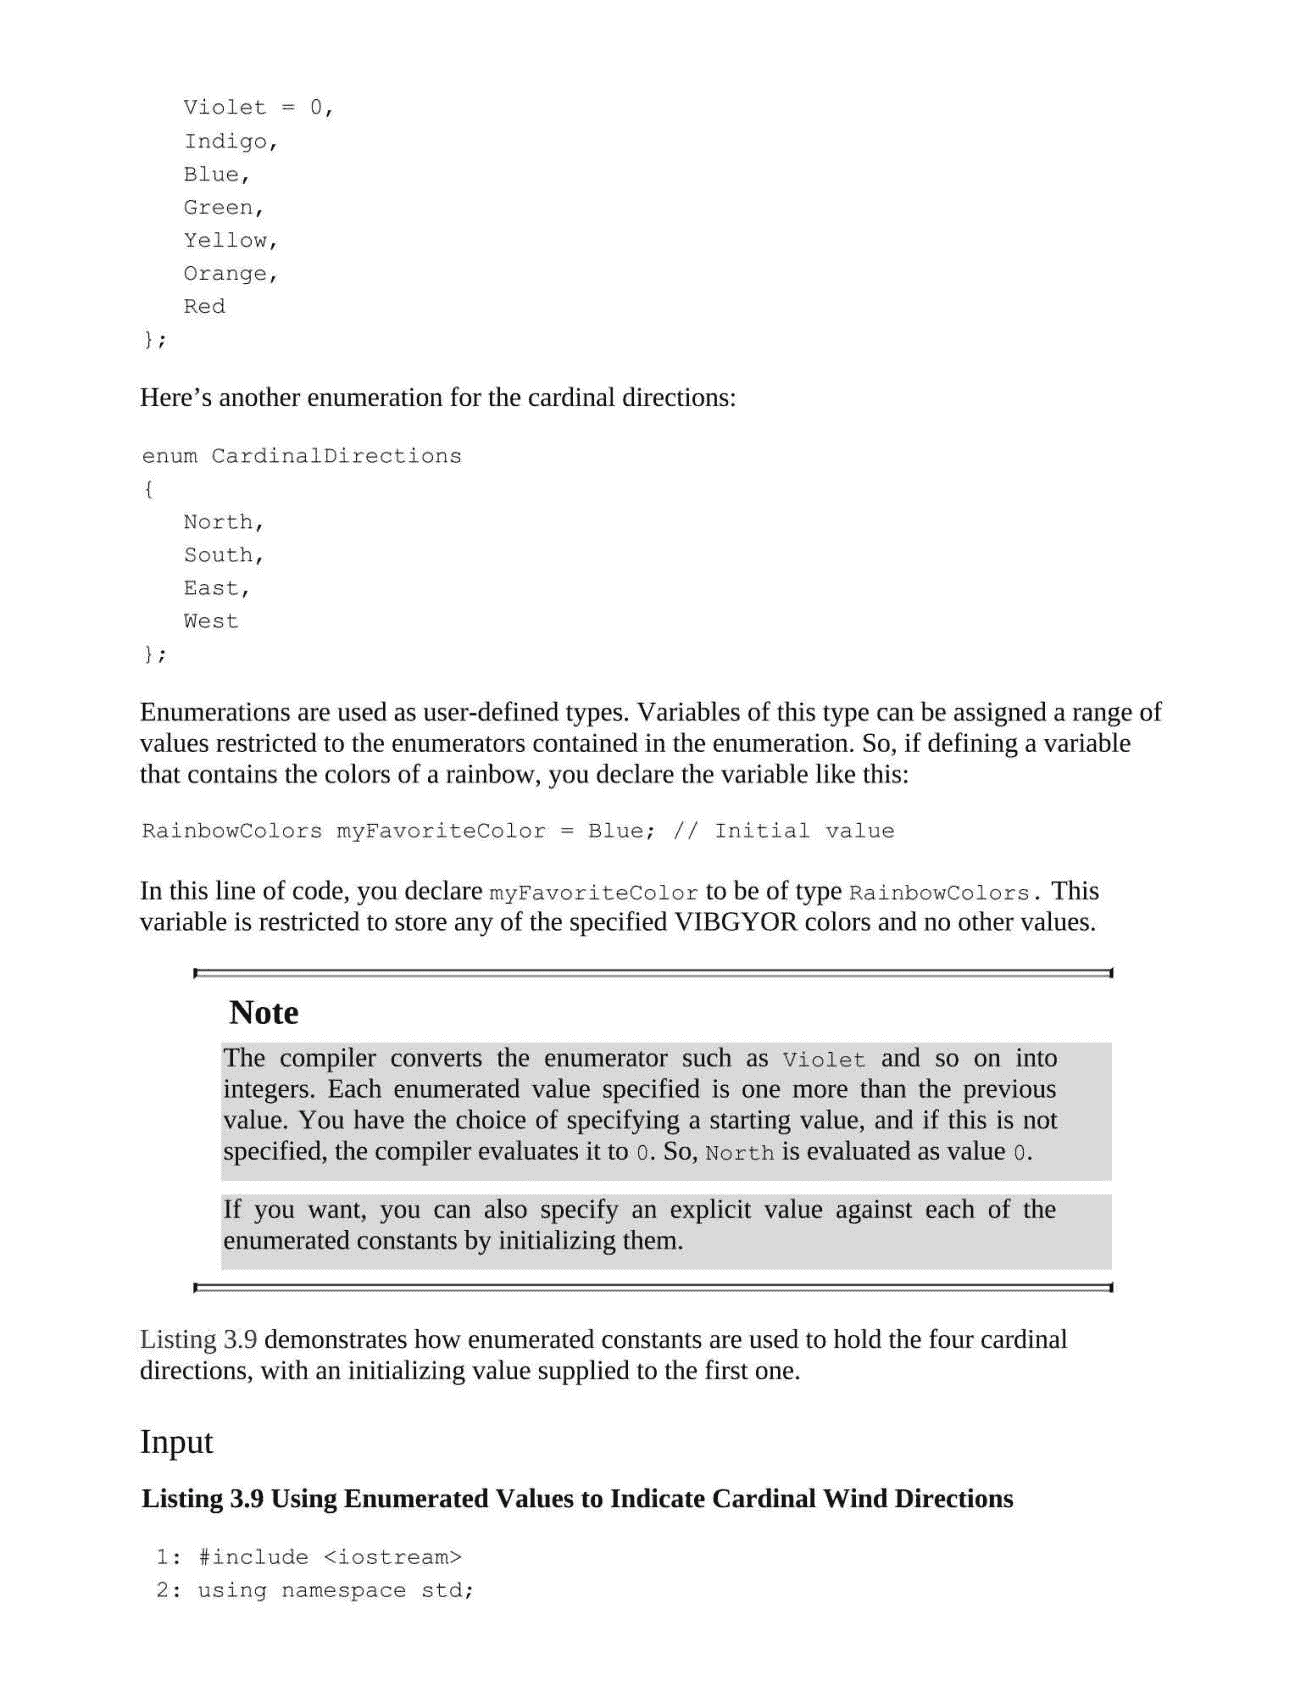 Violet = 0,
Indigo,
Blue,
Green,
Yellow,
Orange,
Red
};
Here’s another enumeration for the cardinal directions:
enum CardinalDirections
{
North,
South,
East,
West
};
Enumerations are used as user-defined types. Variables of this type can be assigned a range of
values restricted to the enumerators contained in the enumeration. So, if defining a variable
that contains the colors of a rainbow, you declare the variable like this:
RainbowColors myFavoriteColor = Blue; // Initial value
In this line of code, you declare myFavoriteColor to be of type RainbowColors. This
variable is restricted to store any of the specified VIBGYOR colors and no other values.
Note
The compiler converts the enumerator such as Violet and so on into
integers. Each enumerated value specified is one more than the previous
value. You have the choice of specifying a starting value, and if this is not
specified, the compiler evaluates it to 0. So, North is evaluated as value 0.
If you want, you can also specify an explicit value against each of the
enumerated constants by initializing them.
Listing 3.9 demonstrates how enumerated constants are used to hold the four cardinal
directions, with an initializing value supplied to the first one.
Input
Listing 3.9 Using Enumerated Values to Indicate Cardinal Wind Directions
1: #include <iostream>
2: using namespace std;